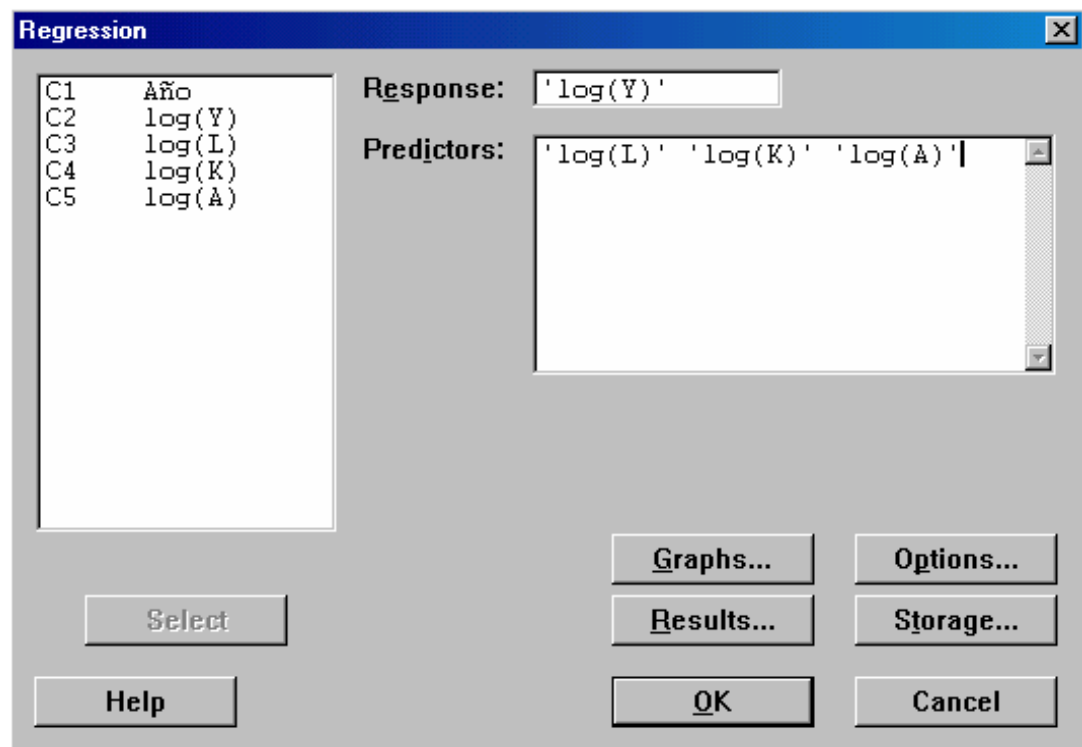 Regression
C1 Año
C2 log(Y)
C3 log(L)
C4 log(K)
C5 log(A)
Response: 'log(Y)'
Predictors: 'log(L)' 'log(K)' 'log(A)'
Graphs... Options...
Select Results... Storage...
Help OK Cancel